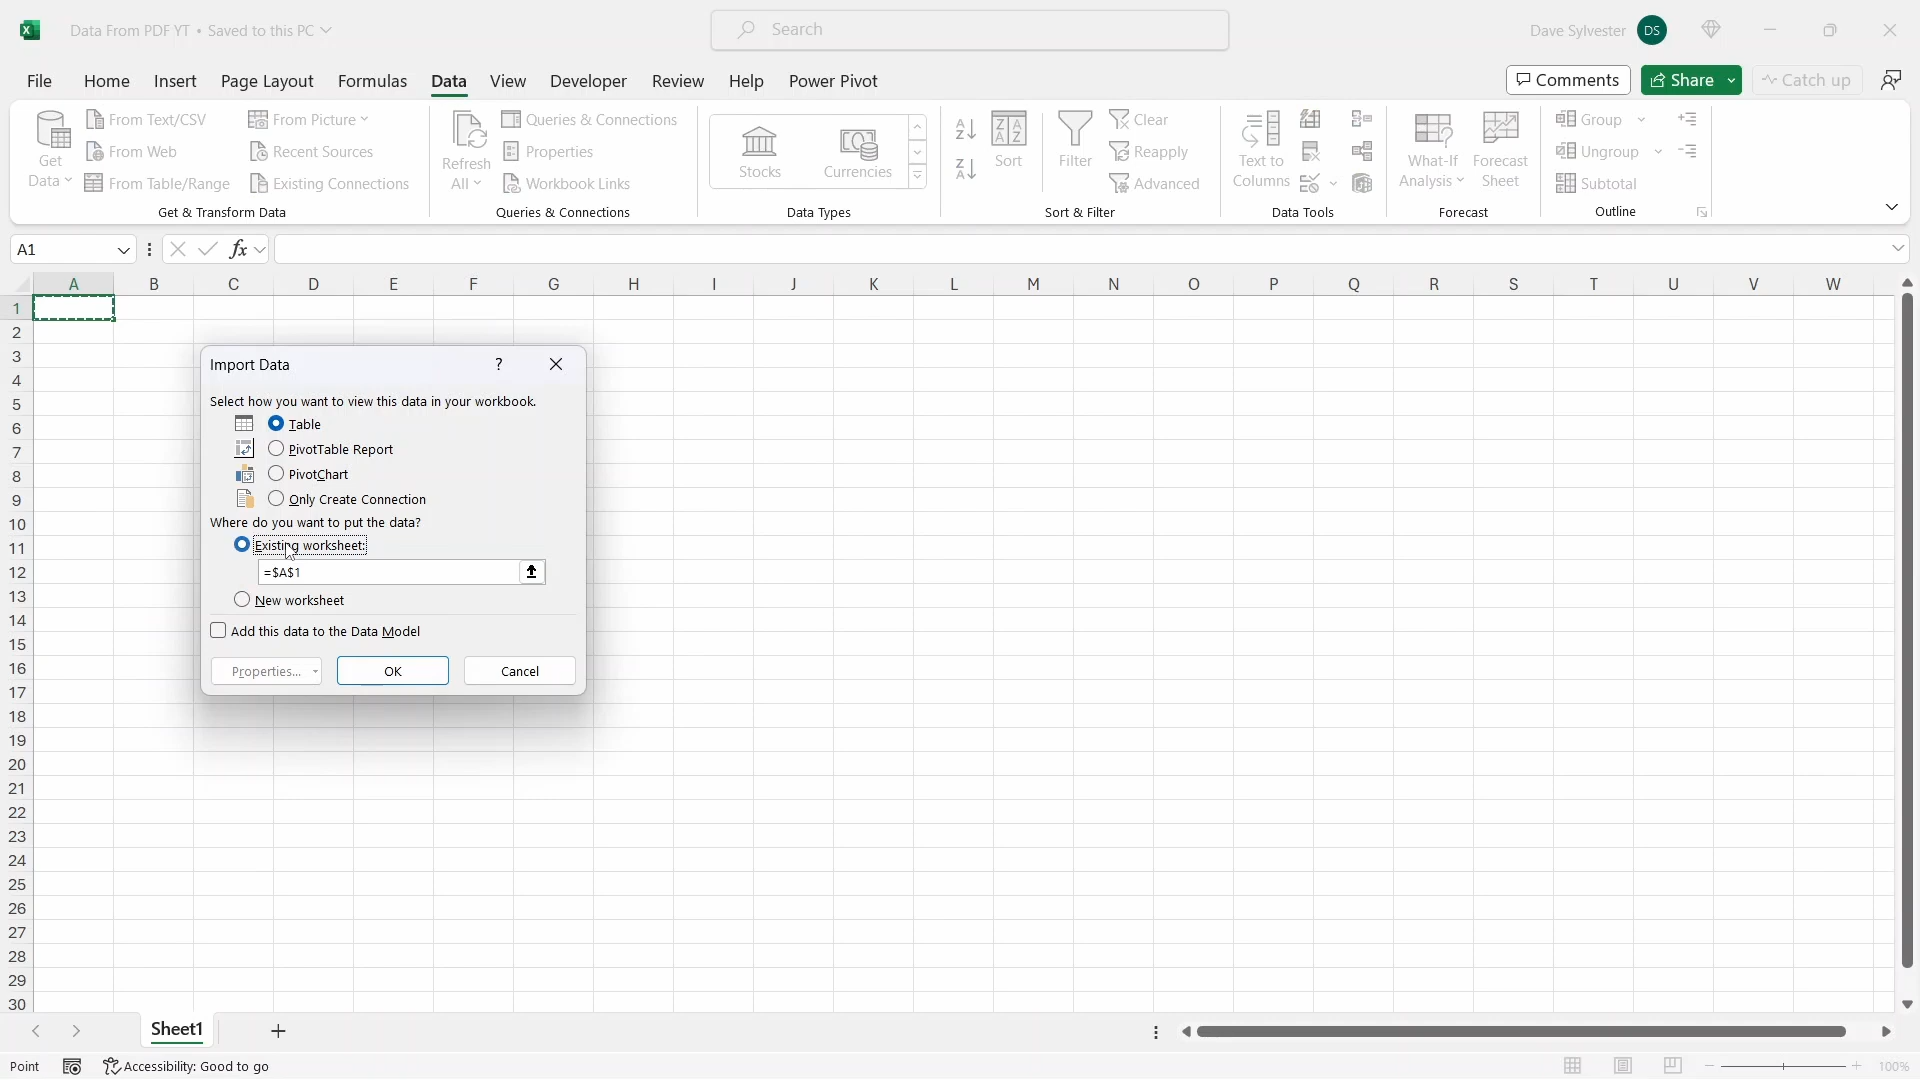 Data From PDF YT • Saved to this PC
Search
Dave Sylvester DS
File Home Insert Page Layout Formulas Data View Developer Review Help Power Pivot
Comments Share Catch up
Get Data
From Text/CSV
From Web
From Table/Range
From Picture
Recent Sources
Existing Connections
Get & Transform Data
Refresh All
Queries & Connections
Properties
Workbook Links
Queries & Connections
Stocks Currencies
Data Types
Sort
Filter
Clear
Reapply
Advanced
Sort & Filter
Text to Columns
Data Tools
What-If Analysis
Forecast Sheet
Forecast
Group
Ungroup
Subtotal
Outline
A1 fx
A B C D E F G H I J K L M N O P Q R S T U V W
1
2
3
4
5
6
7
8
9
10
11
12
13
14
15
16
17
18
19
20
21
22
23
24
25
26
27
28
29
30
Import Data ?
Select how you want to view this data in your workbook.
Table
PivotTable Report
PivotChart
Only Create Connection
Where do you want to put the data?
Existing worksheet:
=$A$1
New worksheet
Add this data to the Data Model
Properties... OK Cancel
Sheet1
Point Accessibility: Good to go 100%